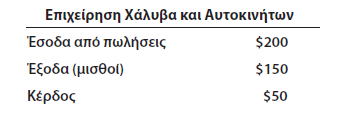 Επιχείρηση Χάλυβα και Αυτοκινήτων
Έσοδα από πωλήσεις $200
Έξοδα (μισθοί) $150
Κέρδος $50